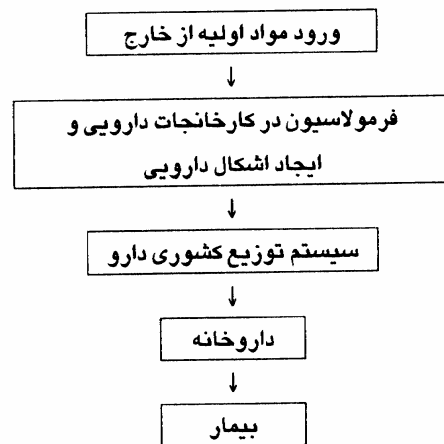 ورود مواد اولیه از خارج
فرمولاسیون در کارخانجات دارویی و
ایجاد اشکال دارویی
سیستم توزیع کشوری دارو
داروخانه
بیمار